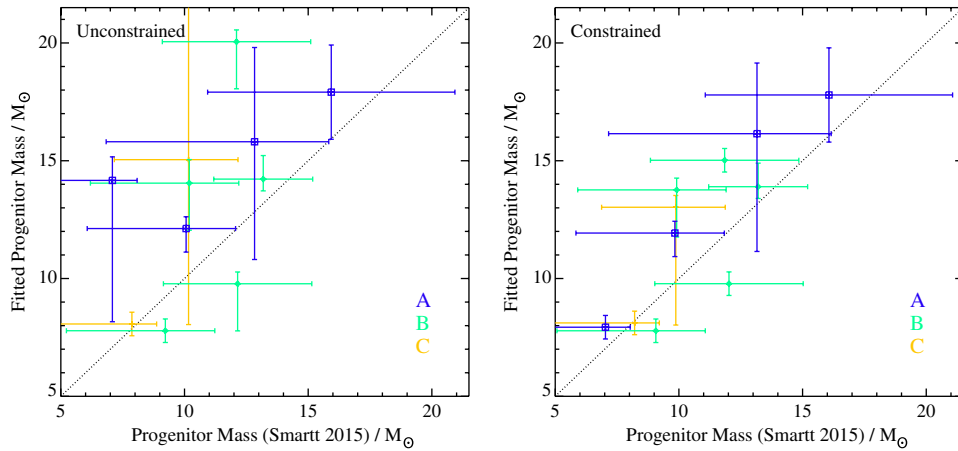 Unconstrained
Fitted Progenitor Mass / M⊙
20
15
10
5
A
B
C
5 10 15 20
Progenitor Mass (Smartt 2015) / M⊙
Constrained
Fitted Progenitor Mass / M⊙
20
15
10
5
A
B
C
5 10 15 20
Progenitor Mass (Smartt 2015) / M⊙